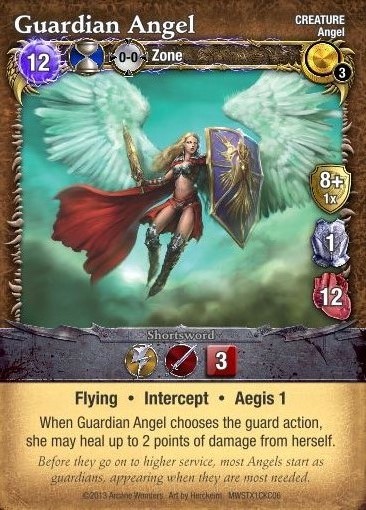 Guardian Angel
CREATURE
Angel
12
0-0
Zone
3
8+
1x
1
12
Shortsword
3
Flying • Intercept • Aegis 1
When Guardian Angel chooses the guard action,
she may heal up to 2 points of damage from herself.
Before they go on to higher service, most Angels start as
guardians, appearing when they are most needed.
©2013 Arcane Wonders Art by Herckeim MWSTX1CKC06